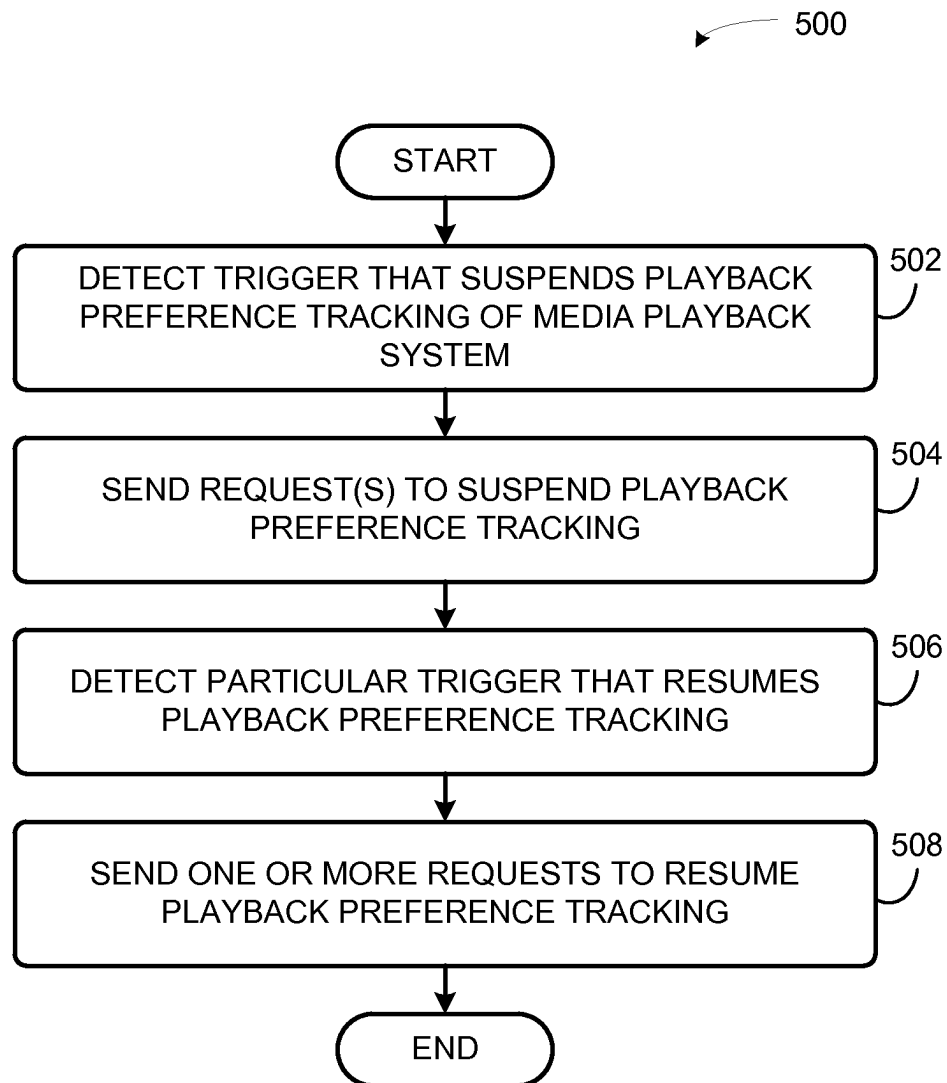 500
START
DETECT TRIGGER THAT SUSPENDS PLAYBACK
PREFERENCE TRACKING OF MEDIA PLAYBACK
SYSTEM
502
SEND REQUEST(S) TO SUSPEND PLAYBACK
PREFERENCE TRACKING
504
DETECT PARTICULAR TRIGGER THAT RESUMES
PLAYBACK PREFERENCE TRACKING
506
SEND ONE OR MORE REQUESTS TO RESUME
PLAYBACK PREFERENCE TRACKING
508
END